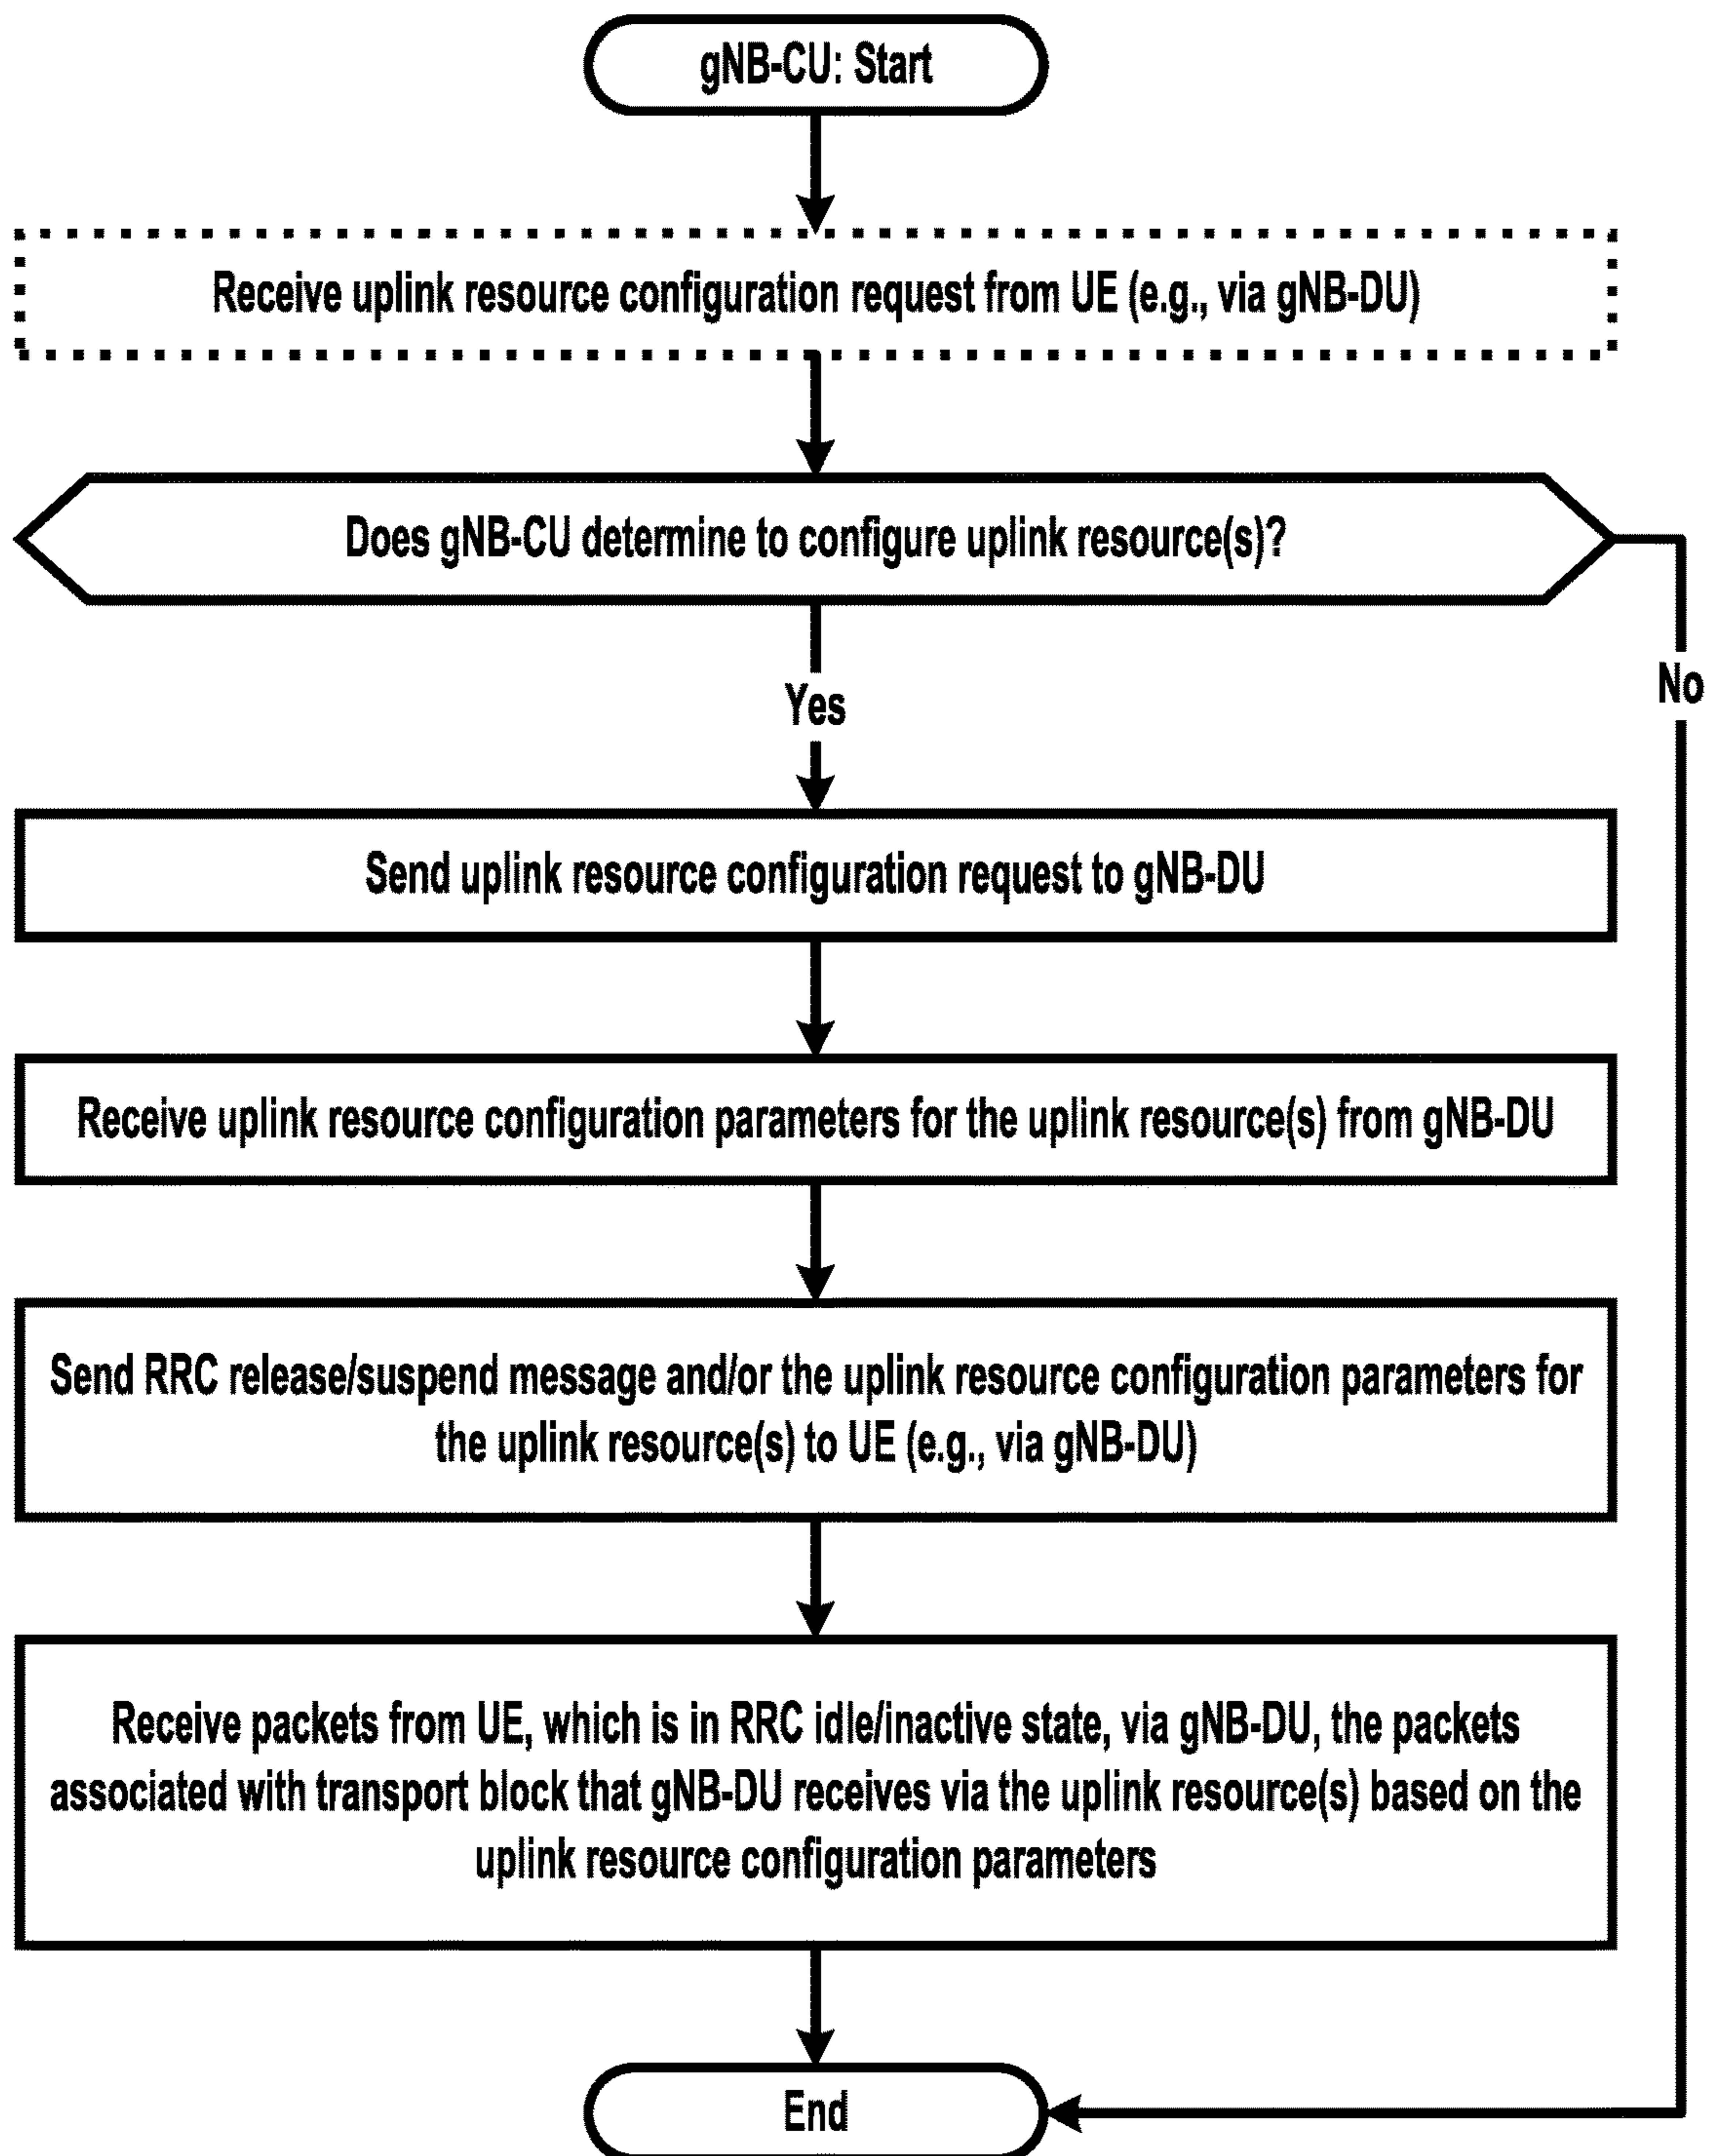 gNB-CU: Start
Receive uplink resource configuration request from UE (e.g., via gNB-DU)
Does gNB-CU determine to configure uplink resource(s)?
Yes
No
Send uplink resource configuration request to gNB-DU
Receive uplink resource configuration parameters for the uplink resource(s) from gNB-DU
Send RRC release/suspend message and/or the uplink resource configuration parameters for
the uplink resource(s) to UE (e.g., via gNB-DU)
Receive packets from UE, which is in RRC idle/inactive state, via gNB-DU, the packets
associated with transport block that gNB-DU receives via the uplink resource(s) based on the
uplink resource configuration parameters
End